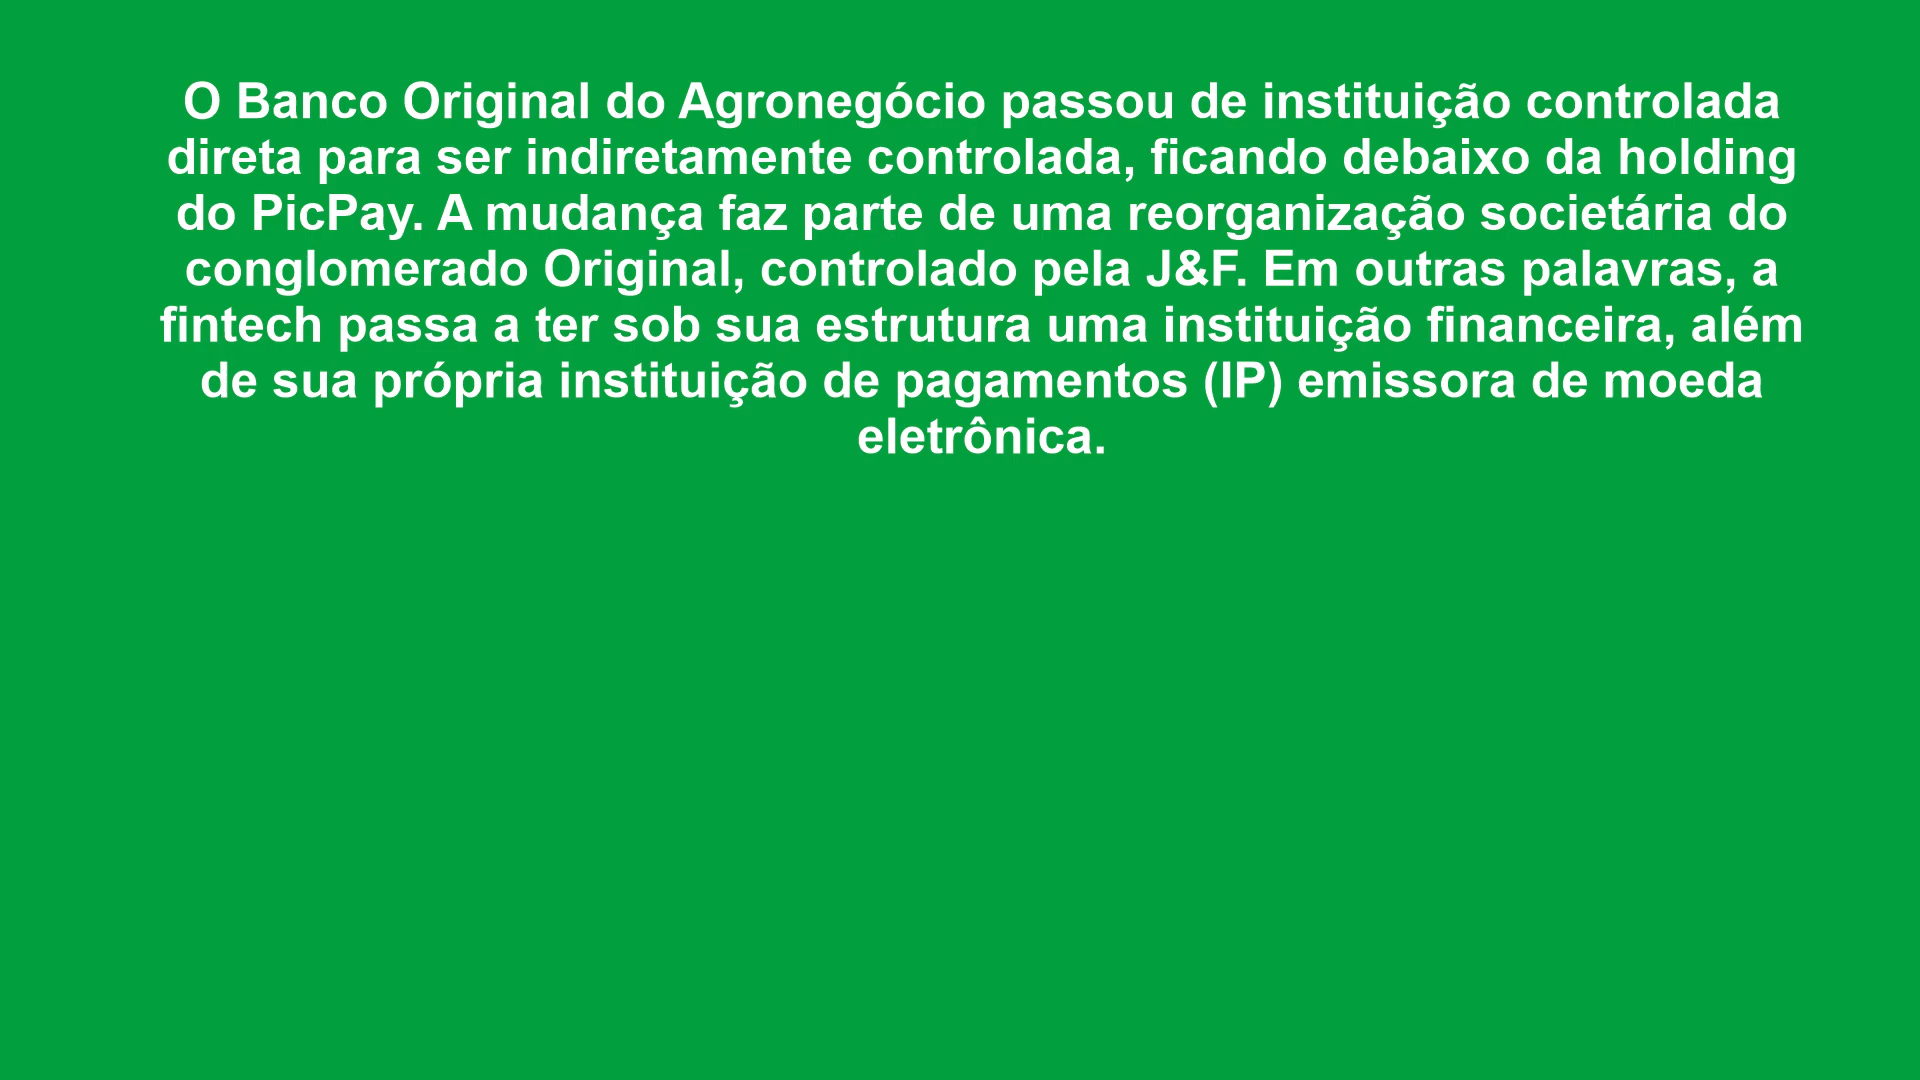 O Banco Original do Agronegócio passou de instituição controlada
direta para ser indiretamente controlada, ficando debaixo da holding
do PicPay. A mudança faz parte de uma reorganização societária do
conglomerado Original, controlado pela J&F. Em outras palavras, a
fintech passa a ter sob sua estrutura uma instituição financeira, além
de sua própria instituição de pagamentos (IP) emissora de moeda
eletrônica.